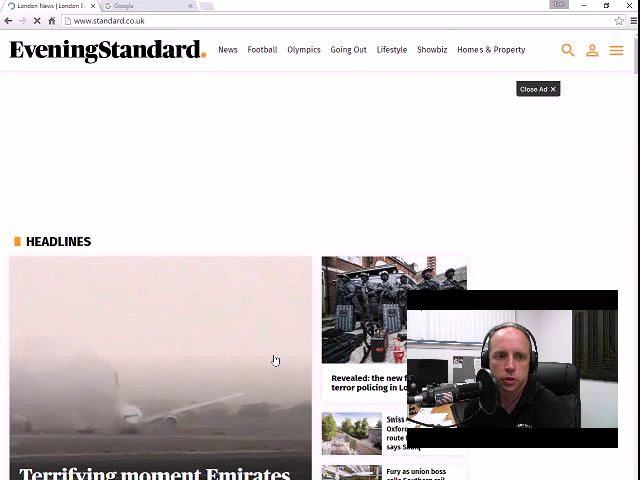 London News | London E
Google
Tom
www.standard.co.uk
EveningStandard.
News Football Olympics Going Out Lifestyle Showbiz Homes & Property
Close Ad ×
HEADLINES
Revealed: the new
terror policing in Lo
Swiss
Oxfor
route
says
Terrifying moment Emirates
Fury as union boss